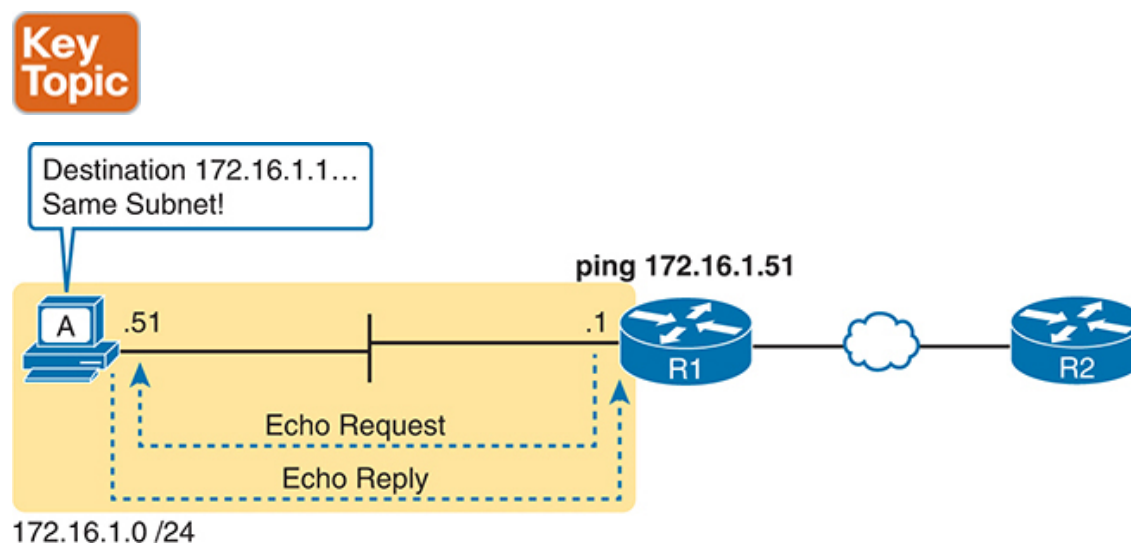 Key
Topic
Destination 172.16.1.1...
Same Subnet!
ping 172.16.1.51
A
.51
.1
R1
R2
Echo Request
Echo Reply
172.16.1.0 /24